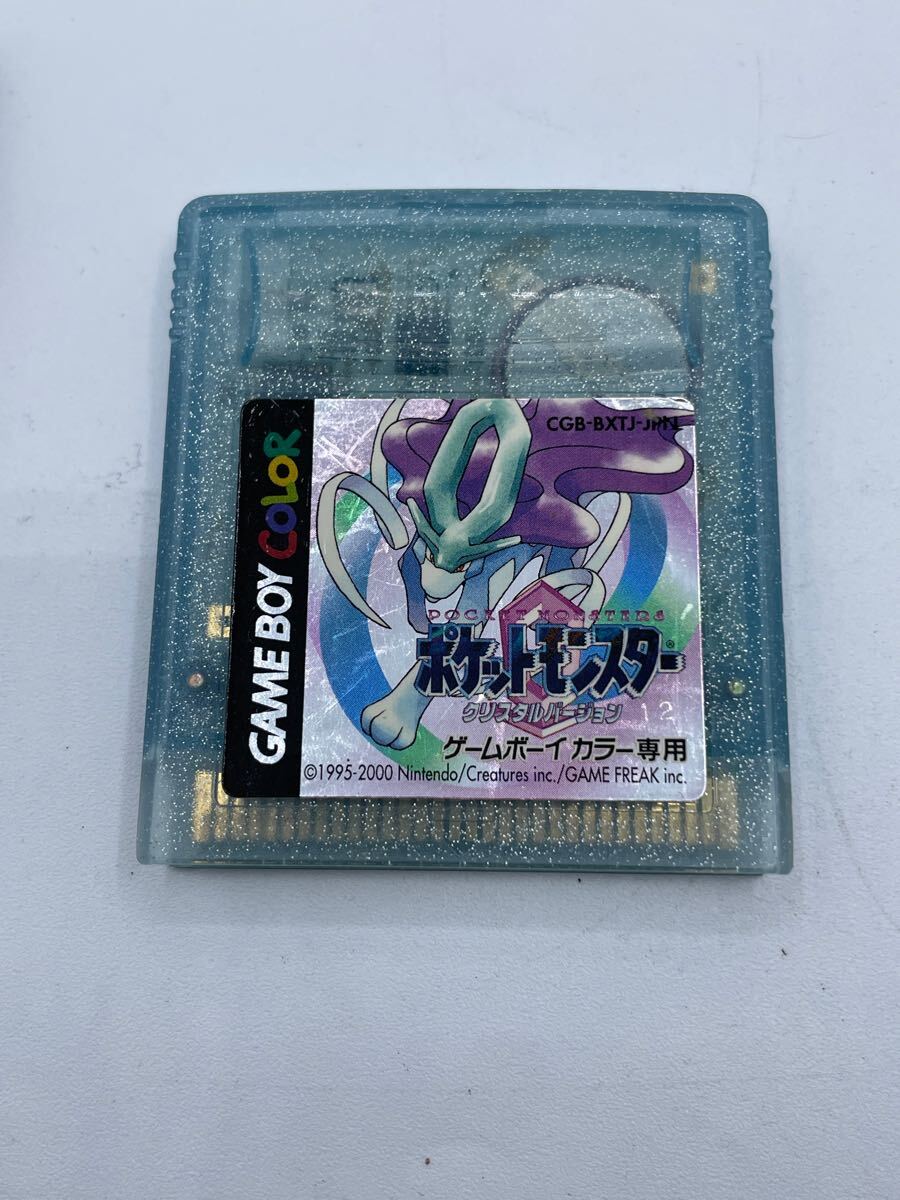 CGB-BXTJ-JPN
GAME BOY COLOR
POCKET MONSTERS
ポケットモンスター®
クリスタルバージョン
12
ゲームボーイカラー専用
©1995-2000 Nintendo/Creatures inc./GAME FREAK inc.